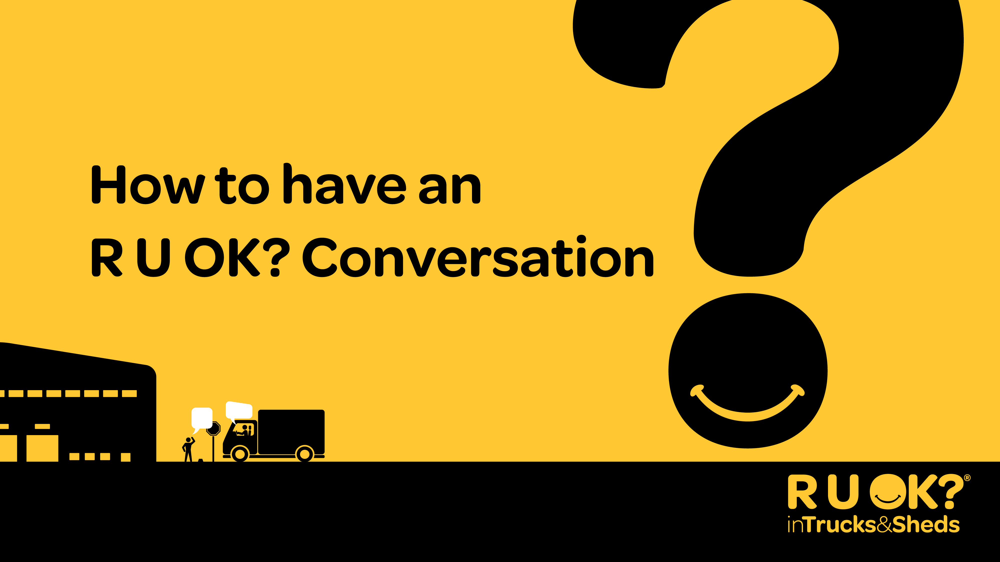 How to have an
R U OK? Conversation
R U OK?®
inTrucks&Sheds